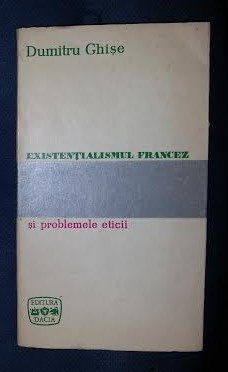 Dumitru Ghișe
EXISTENȚIALISMUL FRANCEZ
și problemele eticii
EDITURA
DACIA